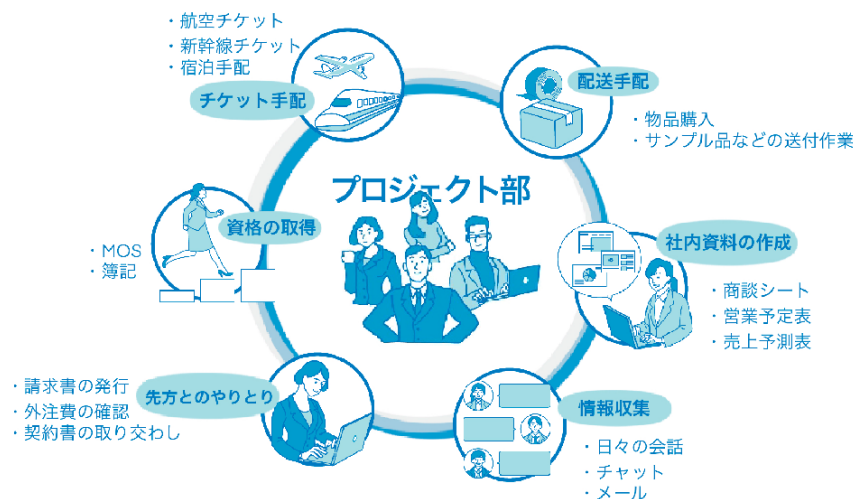 ・航空チケット
・新幹線チケット
・宿泊手配
チケット手配
配送手配
・物品購入
・サンプル品などの送付作業
プロジェクト部
資格の取得
・MOS
・簿記
社内資料の作成
・商談シート
・営業予定表
・売上予測表
先方とのやりとり
・請求書の発行
・外注費の確認
・契約書の取り交わし
情報収集
・日々の会話
・チャット
・メール